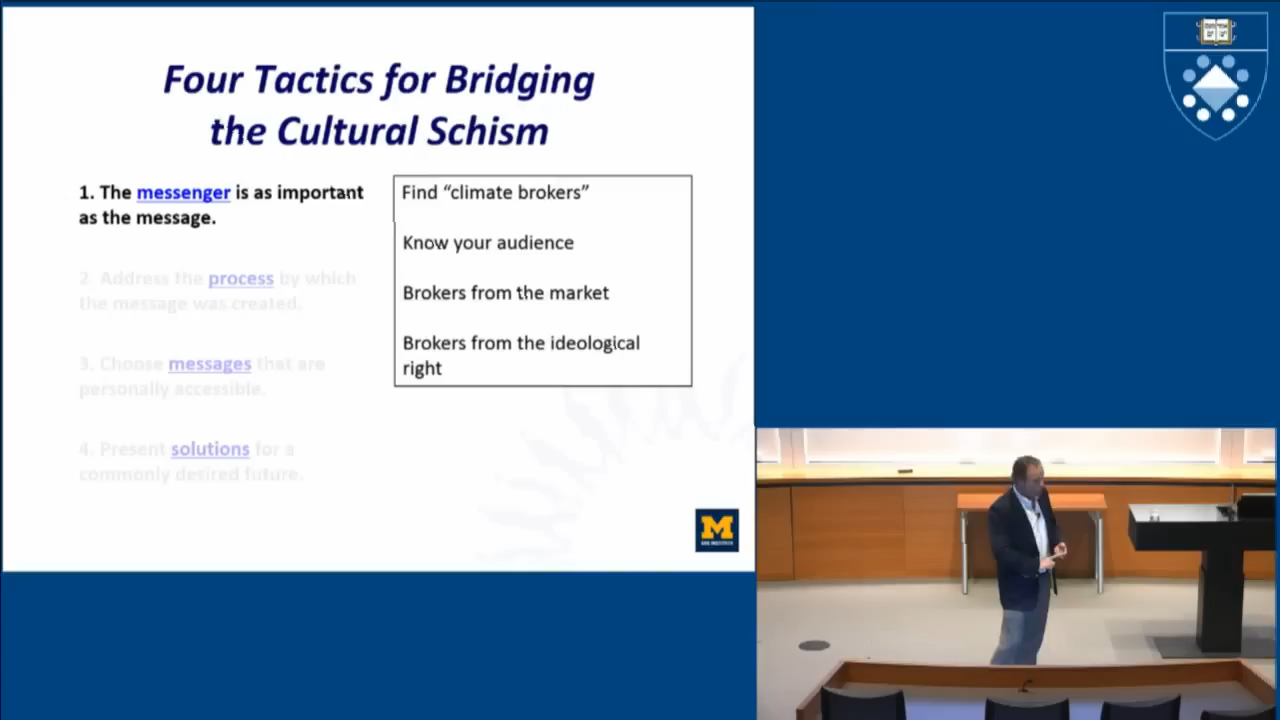 Four Tactics for Bridging
the Cultural Schism
1. The messenger is as important
as the message.
2. Address the process by which
the message was created.
3. Choose messages that are
personally accessible.
4. Present solutions for a
commonly desired future.
Find “climate brokers”
Know your audience
Brokers from the market
Brokers from the ideological
right
M